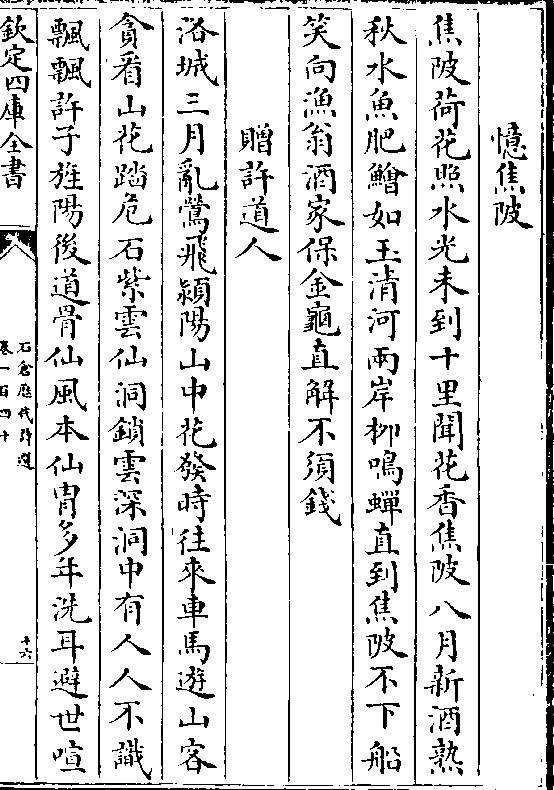 憶焦陂
焦陂荷花照水光未到十里聞花香焦陂八月新酒熟
秋水魚肥鱠如玉清河兩岸柳鳴蟬直到焦陂不下船
笑向漁翁酒家保金龜直解不須錢
贈許道人
洛城三月亂鶯飛潁陽山中花發時往來車馬遊山客
貪看山花踏危石紫雲仙洞鎖雲深洞中有人人不識
飄飄許子旌陽後道骨仙風本仙胄多年洗耳避世喧
欽定四庫全書
石倉歷代詩選
卷一百四十
十六